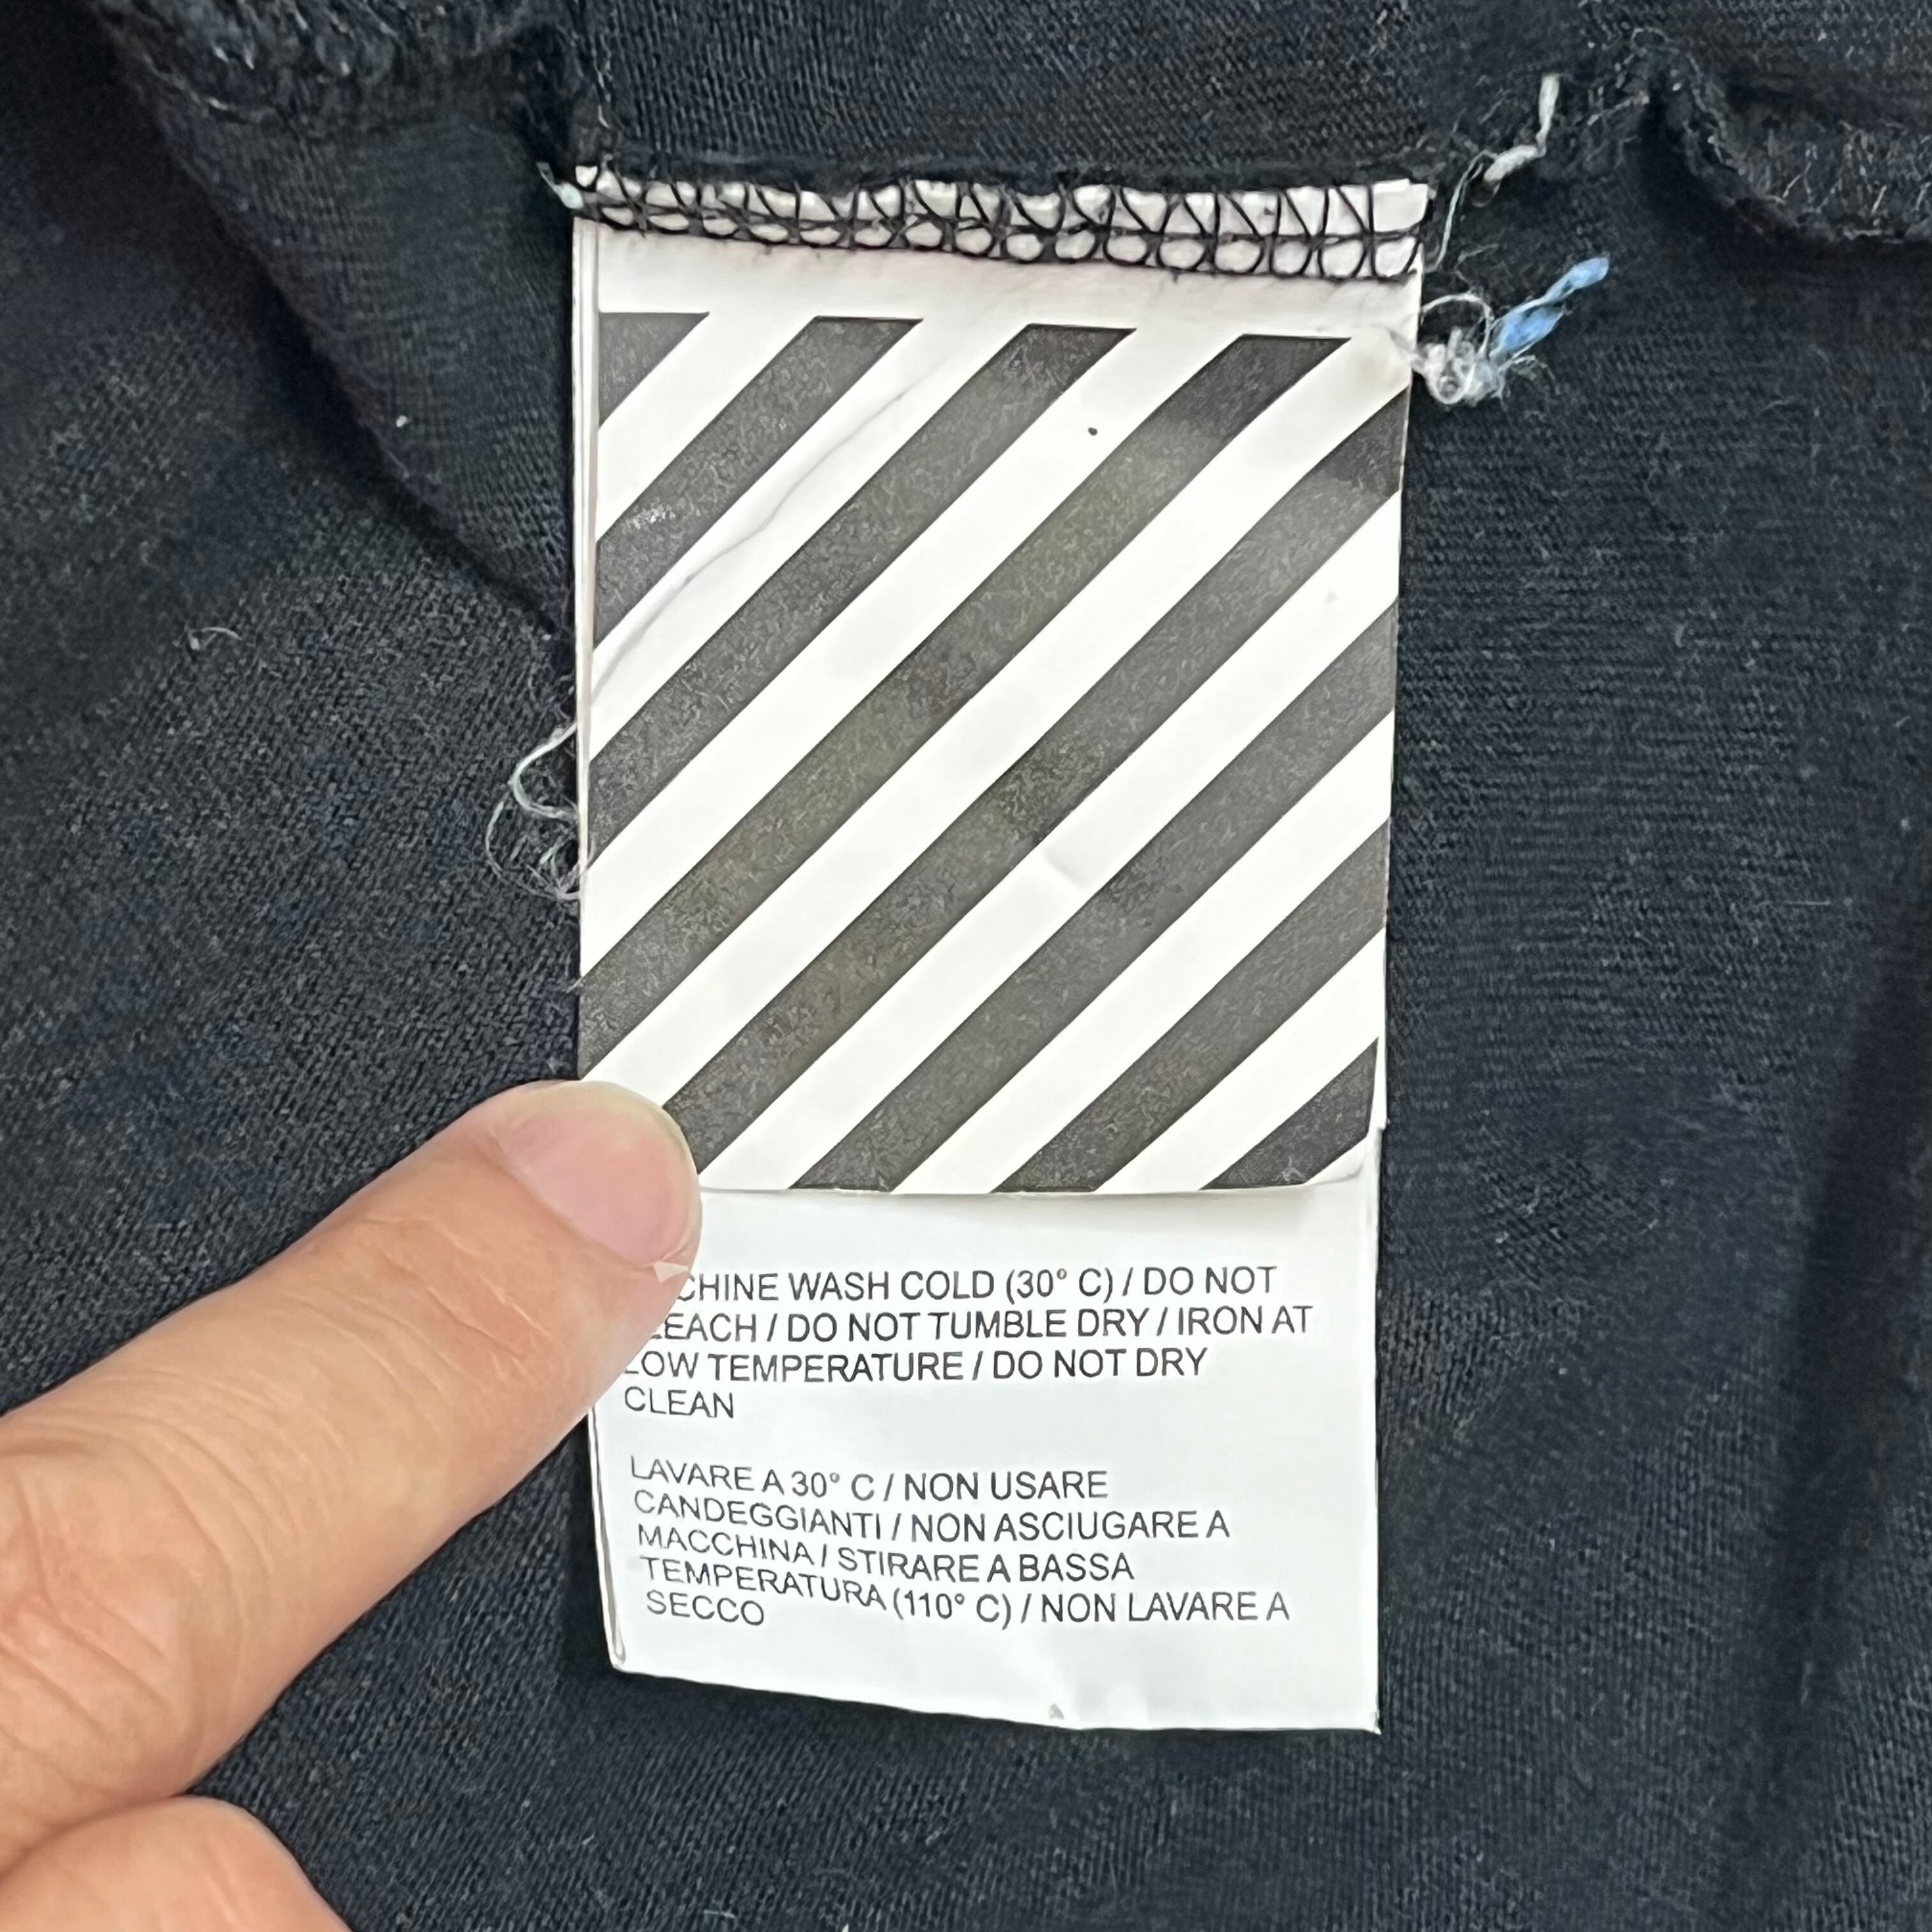 CHINE WASH COLD (30° C) / DO NOT
LEACH / DO NOT TUMBLE DRY / IRON AT
LOW TEMPERATURE / DO NOT DRY
CLEAN
LAVARE A 30° C / NON USARE
CANDEGGIANTI / NON ASCIUGARE A
MACCHINA / STIRARE A BASSA
TEMPERATURA (110° C) / NON LAVARE A
SECCO